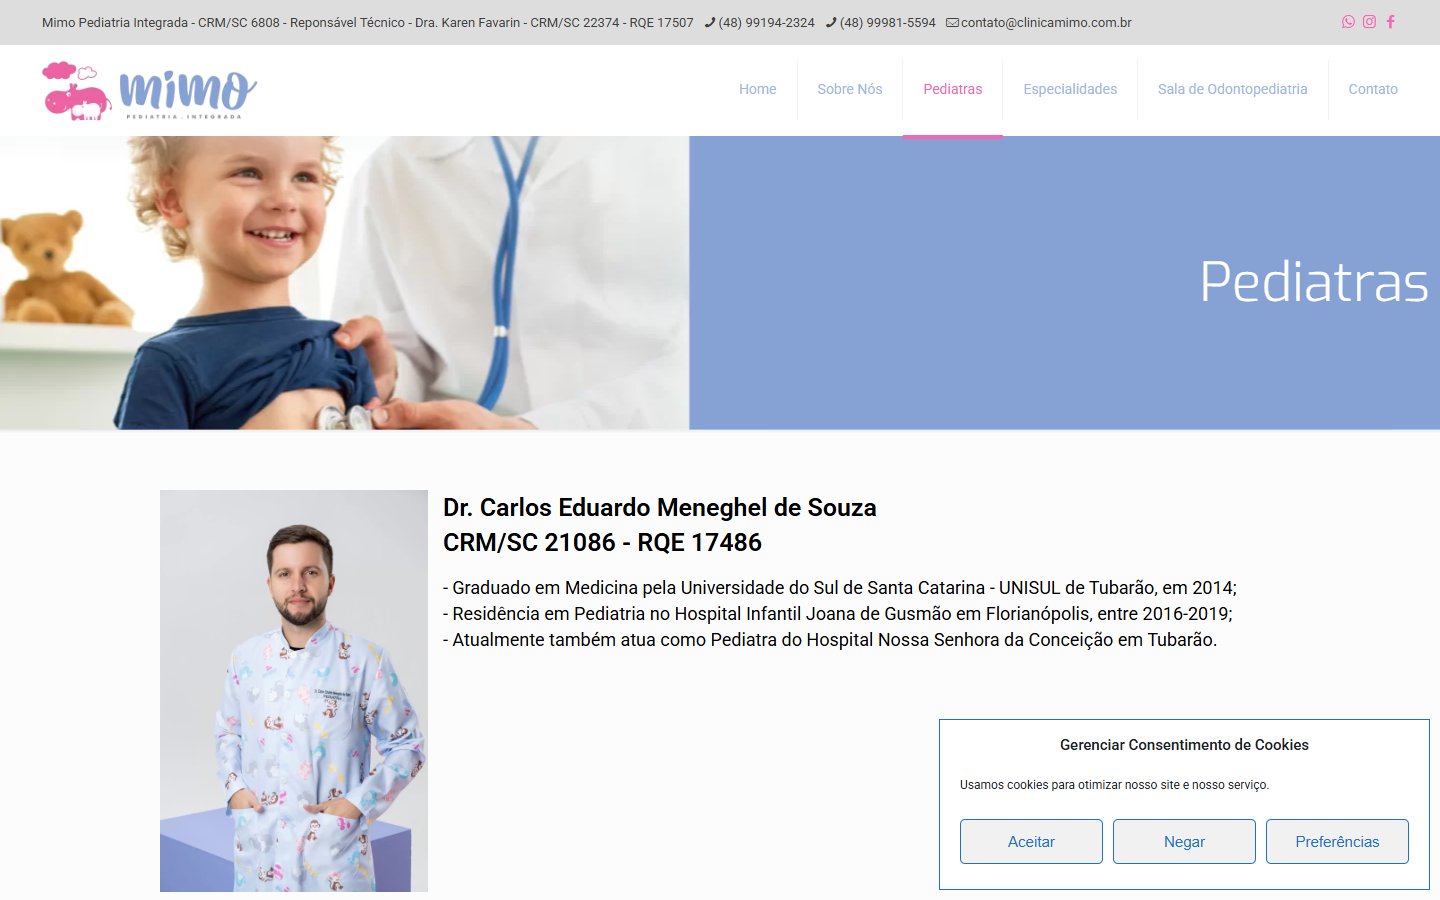 Mimo Pediatria Integrada - CRM/SC 6808 - Reponsável Técnico - Dra. Karen Favarin - CRM/SC 22374 - RQE 17507 (48) 99194-2324 (48) 99981-5594 contato@clinicamimo.com.br
mimo
PEDIATRIA . INTEGRADA
Home Sobre Nós Pediatras Especialidades Sala de Odontopediatria Contato
Pediatras
Dr. Carlos Eduardo Meneghel de Souza
CRM/SC 21086 - RQE 17486
- Graduado em Medicina pela Universidade do Sul de Santa Catarina - UNISUL de Tubarão, em 2014;
- Residência em Pediatria no Hospital Infantil Joana de Gusmão em Florianópolis, entre 2016-2019;
- Atualmente também atua como Pediatra do Hospital Nossa Senhora da Conceição em Tubarão.
Gerenciar Consentimento de Cookies
Usamos cookies para otimizar nosso site e nosso serviço.
Aceitar Negar Preferências